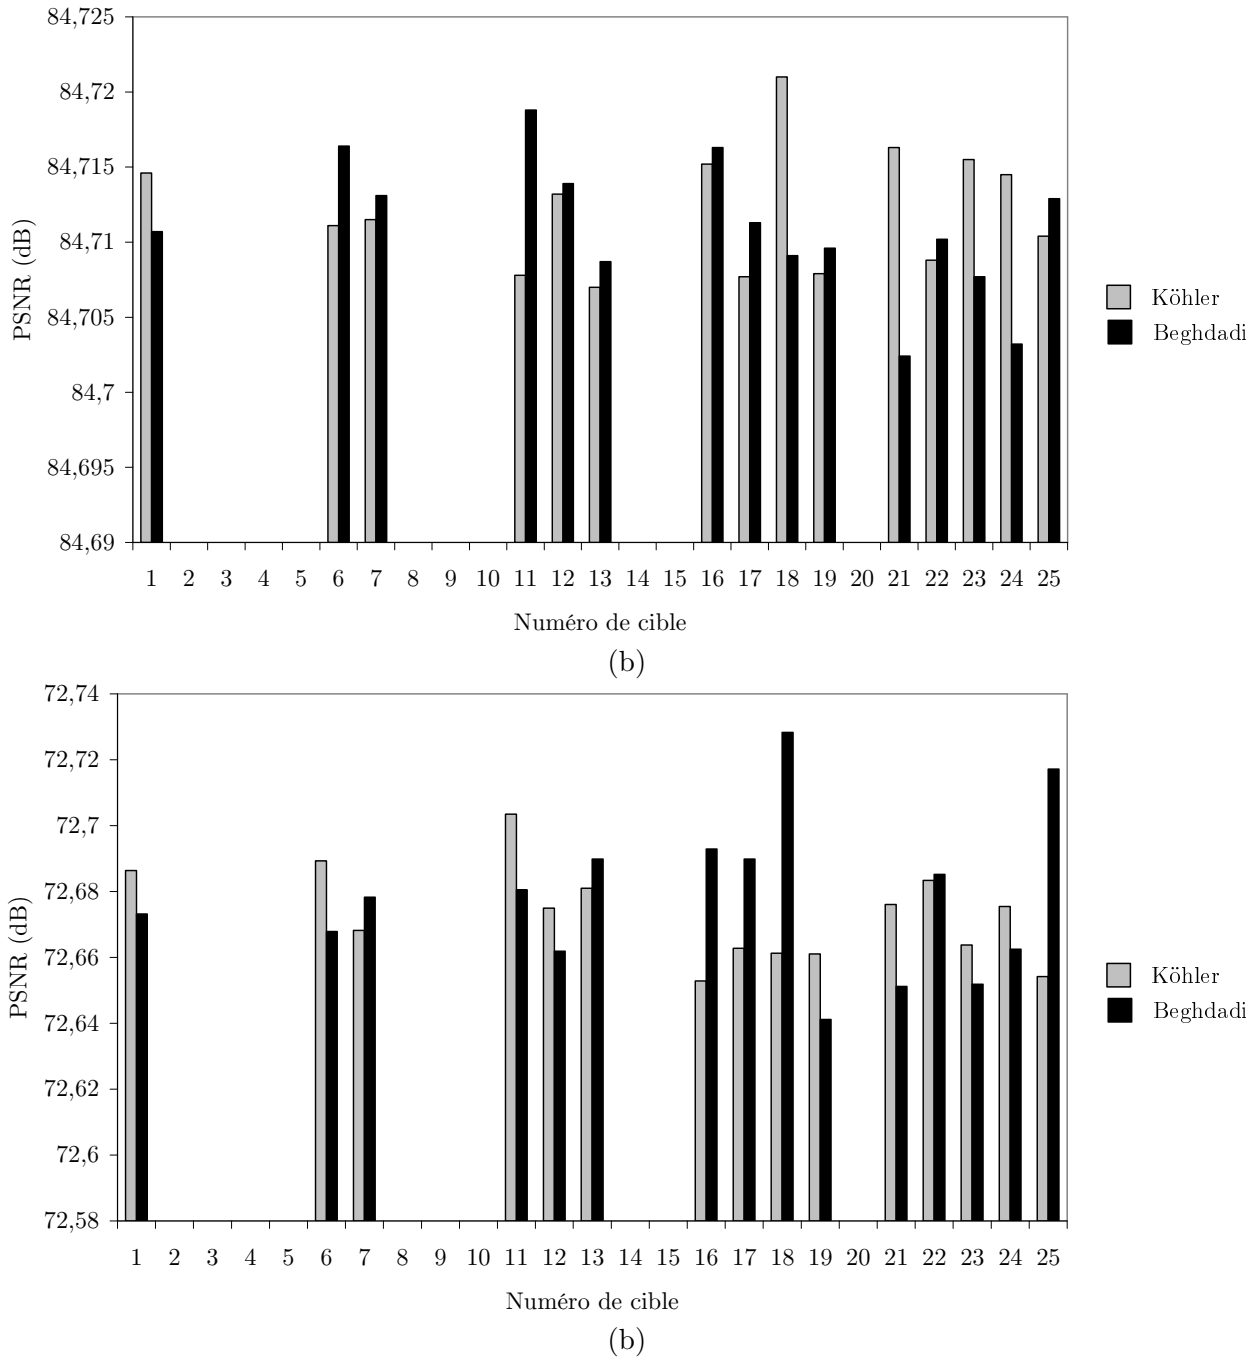 84,725
84,72
84,715
84,71
84,705
84,7
84,695
84,69
PSNR (dB)
1 2 3 4 5 6 7 8 9 10 11 12 13 14 15 16 17 18 19 20 21 22 23 24 25
Numéro de cible
Köhler
Beghdadi
(b)
72,74
72,72
72,7
72,68
72,66
72,64
72,62
72,6
72,58
PSNR (dB)
1 2 3 4 5 6 7 8 9 10 11 12 13 14 15 16 17 18 19 20 21 22 23 24 25
Numéro de cible
Köhler
Beghdadi
(b)